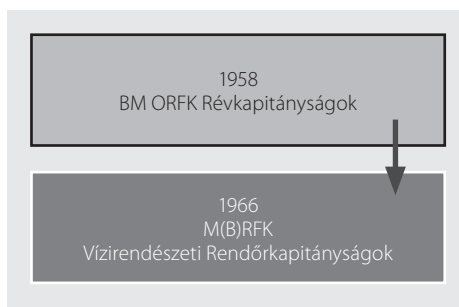 1958
BM ORFK Révkapitányságok
1966
M(B)RFK
Vízirendészeti Rendőrkapitányságok